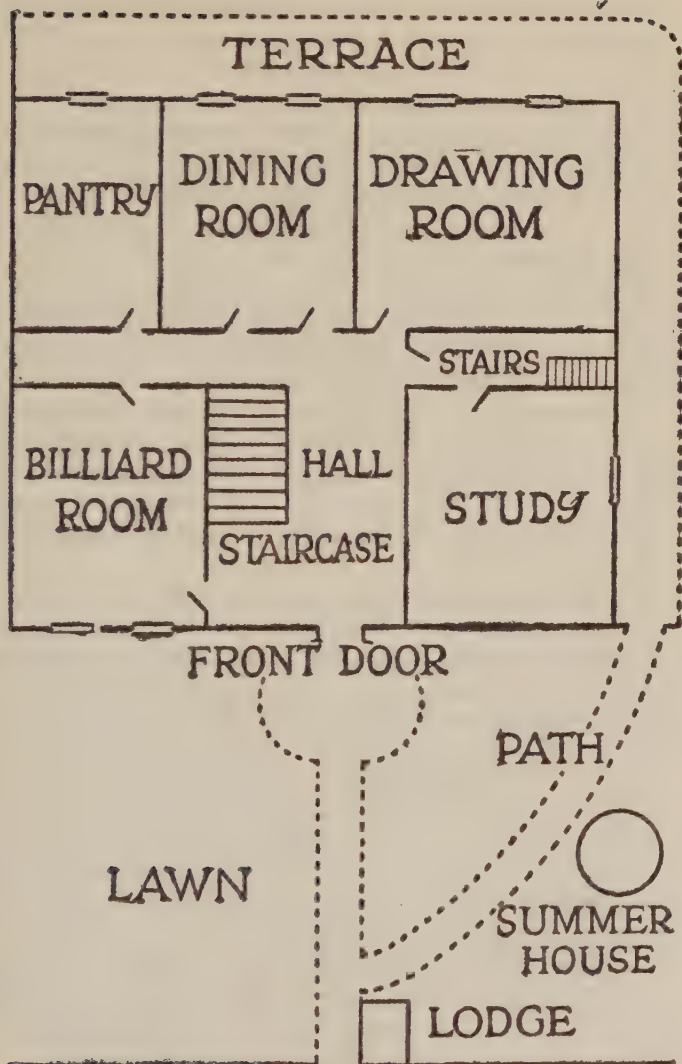 TERRACE
PANTRY
DINING
ROOM
DRAWING
ROOM
STAIRS
BILLIARD
ROOM
HALL
STAIRCASE
STUDY
FRONT DOOR
PATH
LAWN
SUMMER
HOUSE
LODGE